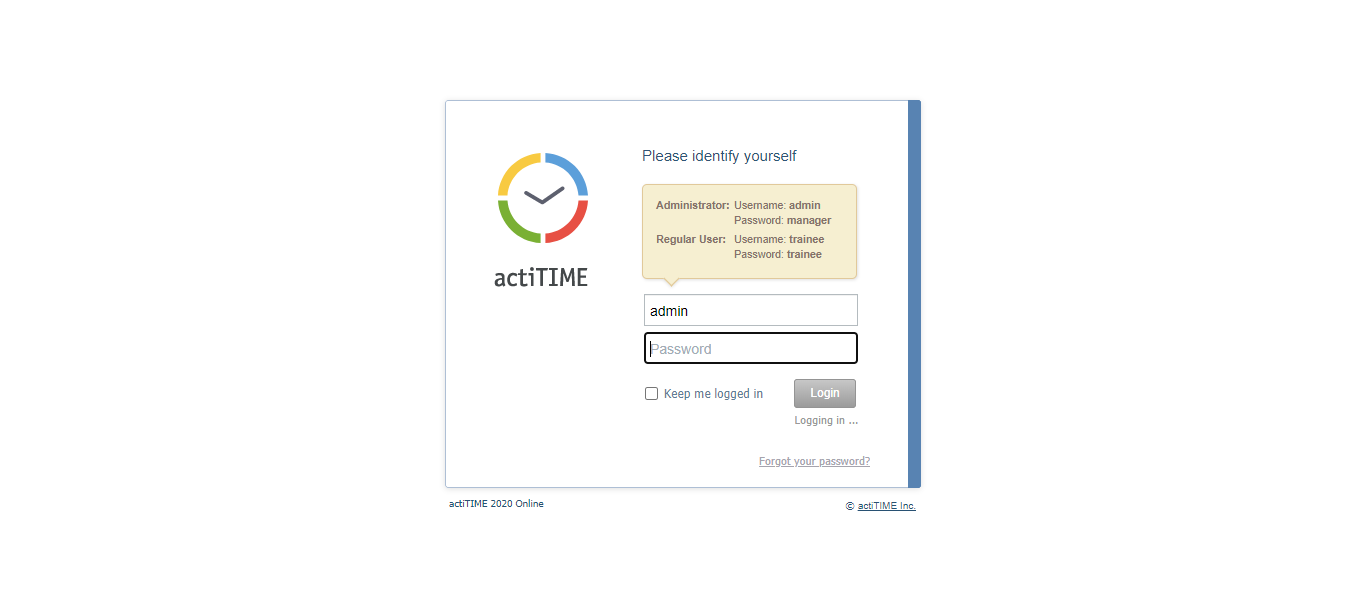 Please identify yourself
Administrator: Username: admin
Password: manager
Regular User: Username: trainee
Password: trainee
actiTIME
admin
Password
Keep me logged in
Login
Logging in ...
Forgot your password?
actiTIME 2020 Online
© actiTIME Inc.